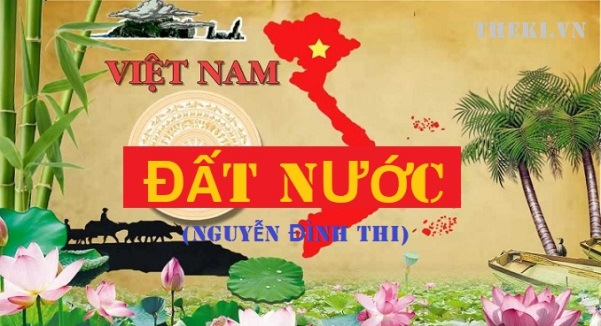 THEKI.VN
VIỆT NAM
ĐẤT NƯỚC
(NGUYỄN ĐÌNH THI)